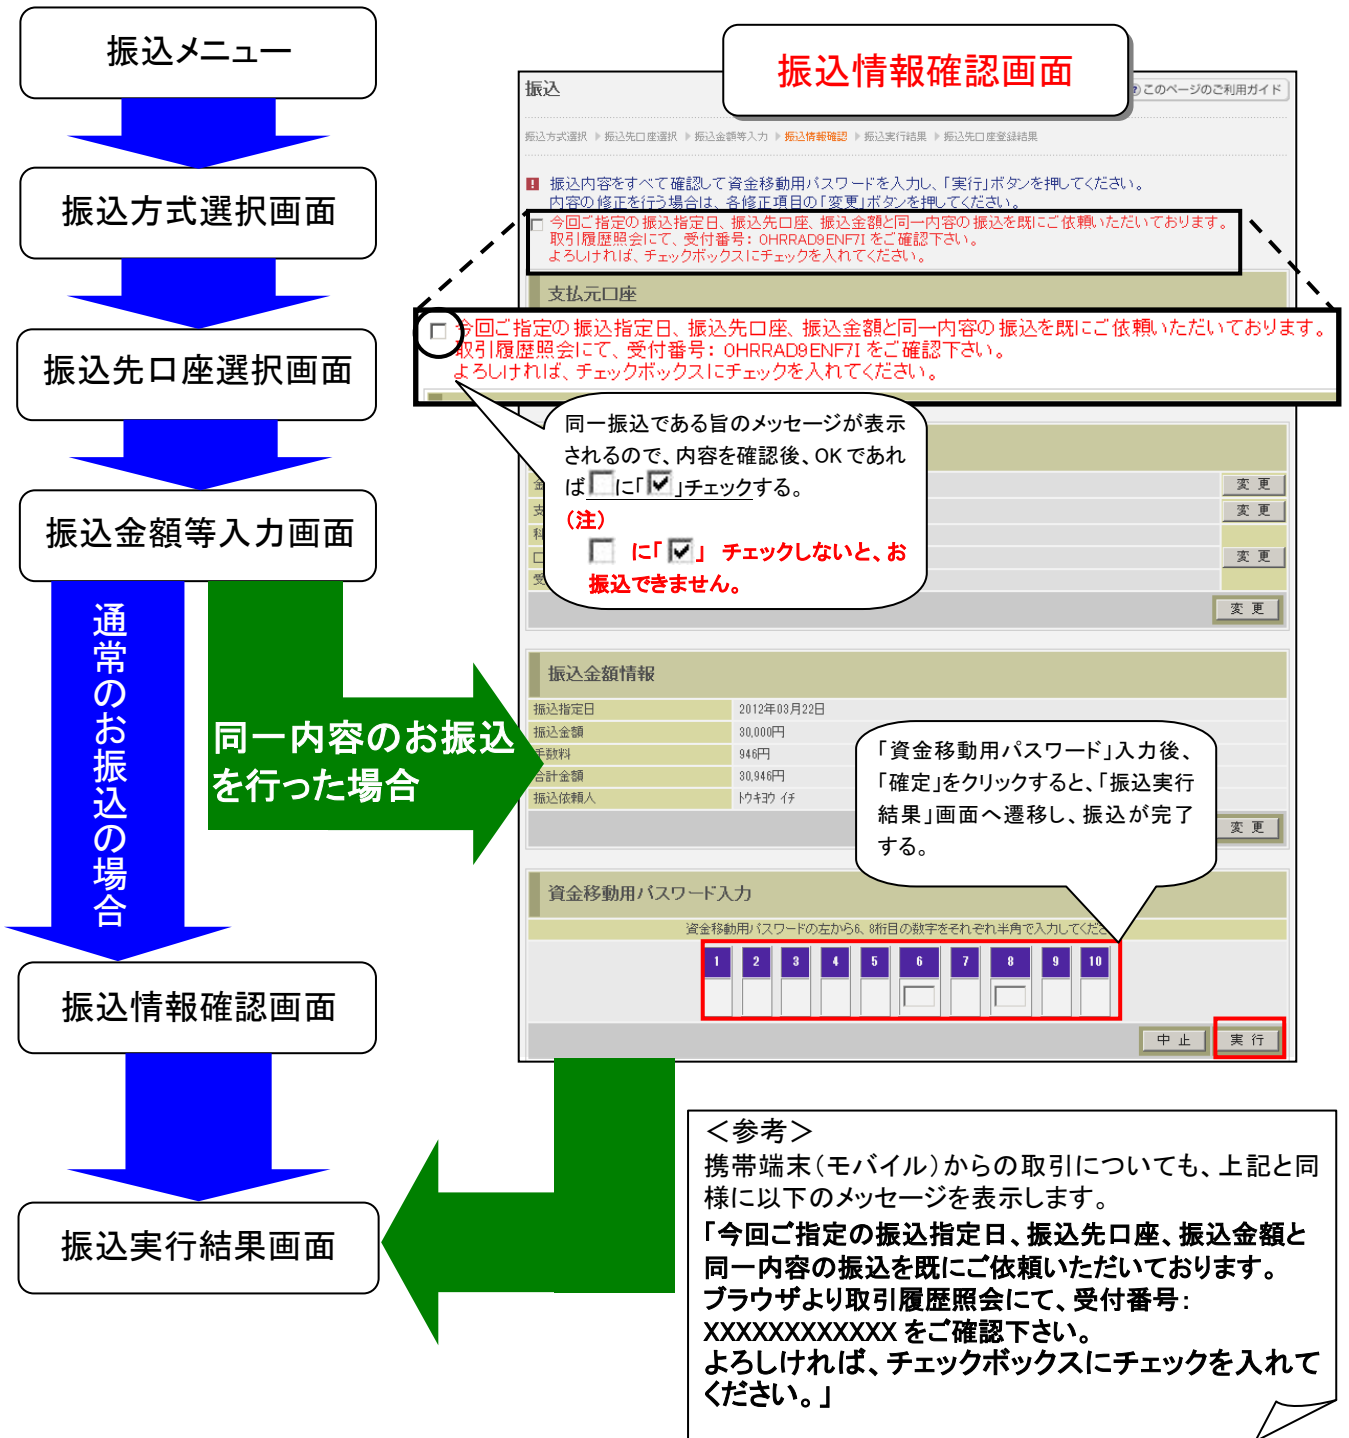 振込メニュー
振込方式選択画面
振込先口座選択画面
振込金額等入力画面
通常のお振込の場合
同一内容のお振込
を行った場合
振込情報確認画面
振込実行結果画面
振込情報確認画面
振込
このページのご利用ガイド
振込方式選択 ▶ 振込先口座選択 ▶ 振込金額等入力 ▶ 振込情報確認 ▶ 振込実行結果 ▶ 振込先口座登録結果
振込内容をすべて確認して資金移動用パスワードを入力し、「実行」ボタンを押してください。
内容の修正を行う場合は、各修正項目の「変更」ボタンを押してください。
今回ご指定の振込指定日、振込先口座、振込金額と同一内容の振込を既にご依頼いただいております。
取引履歴照会にて、受付番号: OHRRAD9ENF7I をご確認下さい。
よろしければ、チェックボックスにチェックを入れてください。
支払元口座
今回ご指定の振込指定日、振込先口座、振込金額と同一内容の振込を既にご依頼いただいております。
取引履歴照会にて、受付番号: OHRRAD9ENF7I をご確認下さい。
よろしければ、チェックボックスにチェックを入れてください。
同一振込である旨のメッセージが表示
されるので、内容を確認後、OKであれ
ば□に「☑」チェックする。
（注）
□ に「☑」 チェックしないと、お
振込できません。
金
変更
支
変更
科
口
変更
受
変更
振込金額情報
振込指定日 2012年03月22日
振込金額 30,000円
手数料 946円
合計金額 30,946円
振込依頼人 トウキヨウ イチ
変更
「資金移動用パスワード」入力後、
「確定」をクリックすると、「振込実行
結果」画面へ遷移し、振込が完了
する。
資金移動用パスワード入力
資金移動用パスワードの左から6、8桁目の数字をそれぞれ半角で入力してくださ
1 2 3 4 5 6 7 8 9 10
中止 実行
＜参考＞
携帯端末（モバイル）からの取引についても、上記と同
様に以下のメッセージを表示します。
「今回ご指定の振込指定日、振込先口座、振込金額と
同一内容の振込を既にご依頼いただいております。
ブラウザより取引履歴照会にて、受付番号：
XXXXXXXXXXXX をご確認下さい。
よろしければ、チェックボックスにチェックを入れて
ください。」